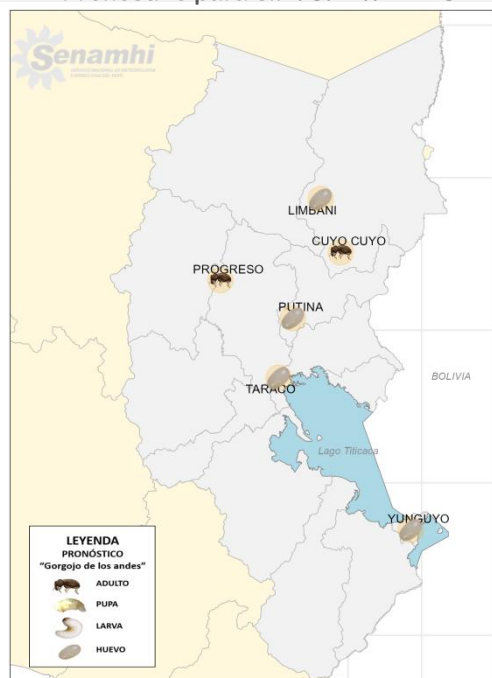 Senamhi
LIMBANI
CUYO CUYO
PROGRESO
PUTINA
TARACO
BOLIVIA
Lago Titicaca
YUNGUYO
LEYENDA
PRONÓSTICO
"Gorgojo de los andes"
ADULTO
PUPA
LARVA
HUEVO